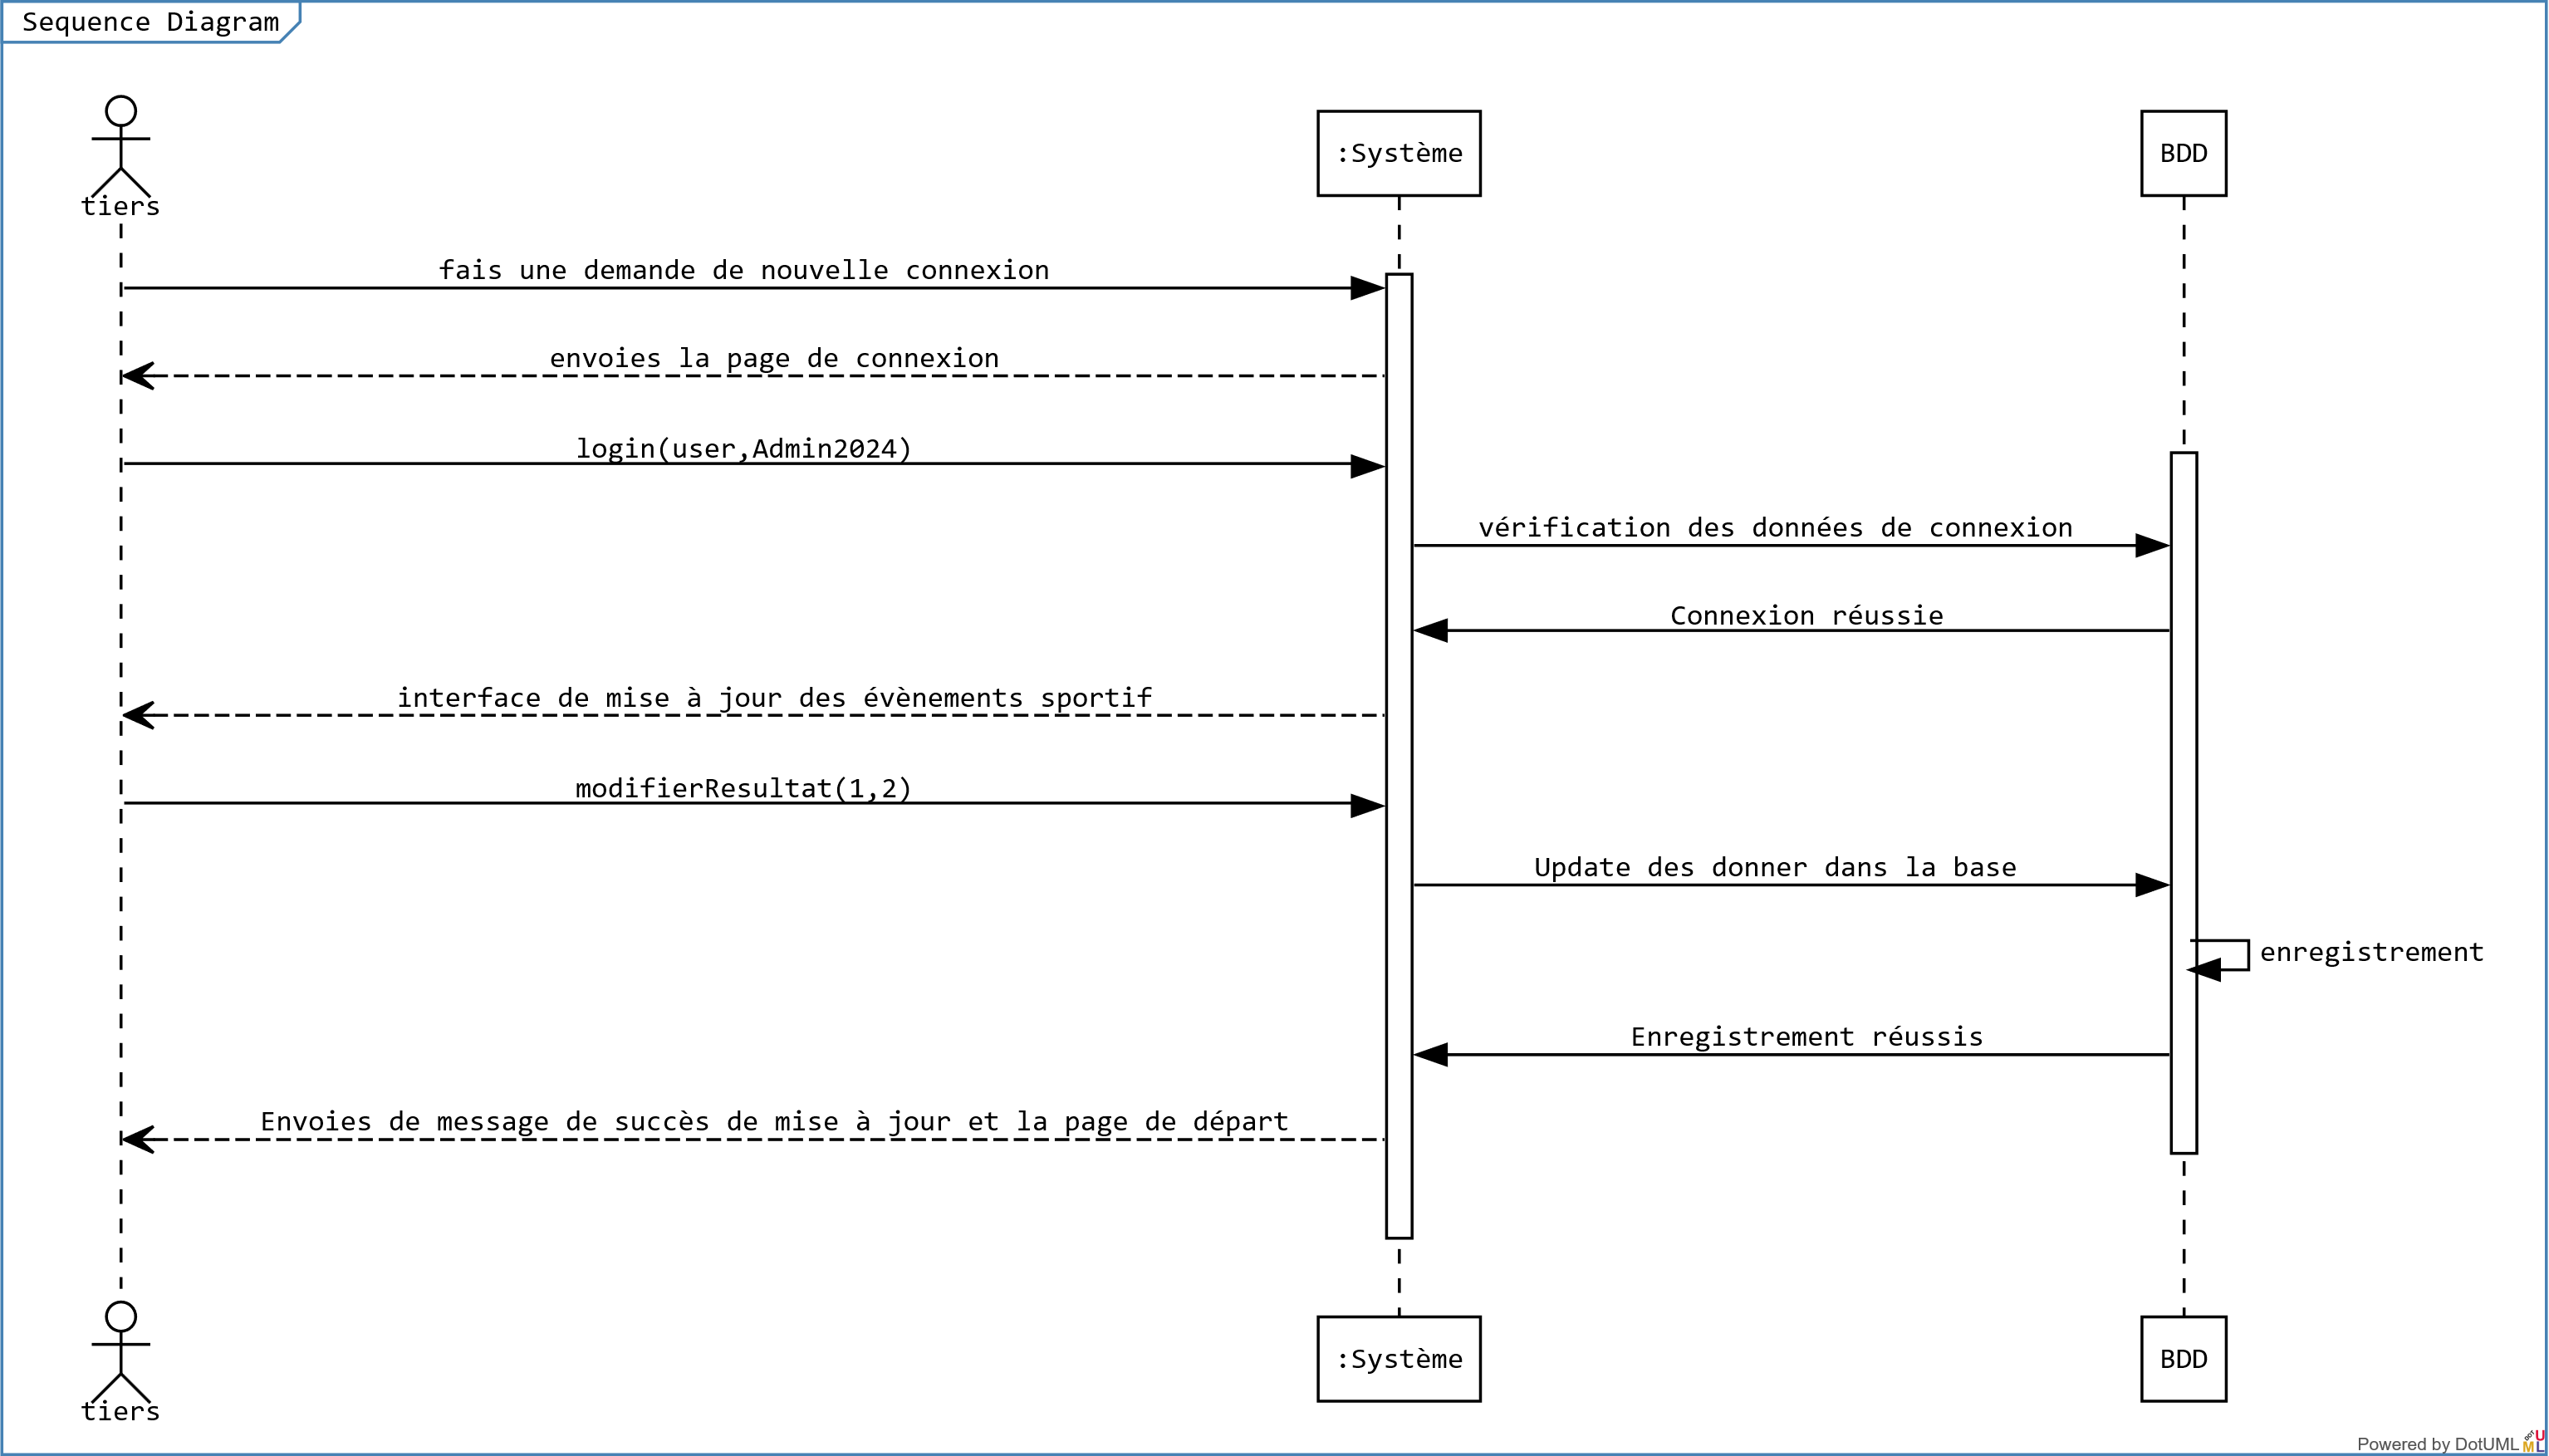 Sequence Diagram
tiers
:Système
BDD
fais une demande de nouvelle connexion
envoies la page de connexion
login(user,Admin2024)
vérification des données de connexion
Connexion réussie
interface de mise à jour des évènements sportif
modifierResultat(1,2)
Update des donner dans la base
enregistrement
Enregistrement réussis
Envoies de message de succès de mise à jour et la page de départ
tiers
:Système
BDD
Powered by DotUML
DOT U
ML